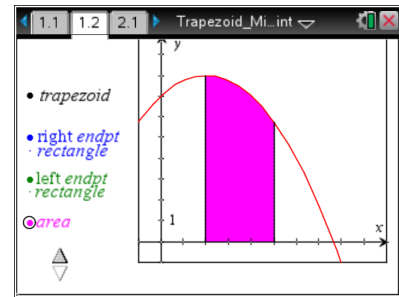 1.1 1.2 2.1 Trapezoid_Mi…int
y
trapezoid
right endpt
rectangle
left endpt
rectangle
area
1
x